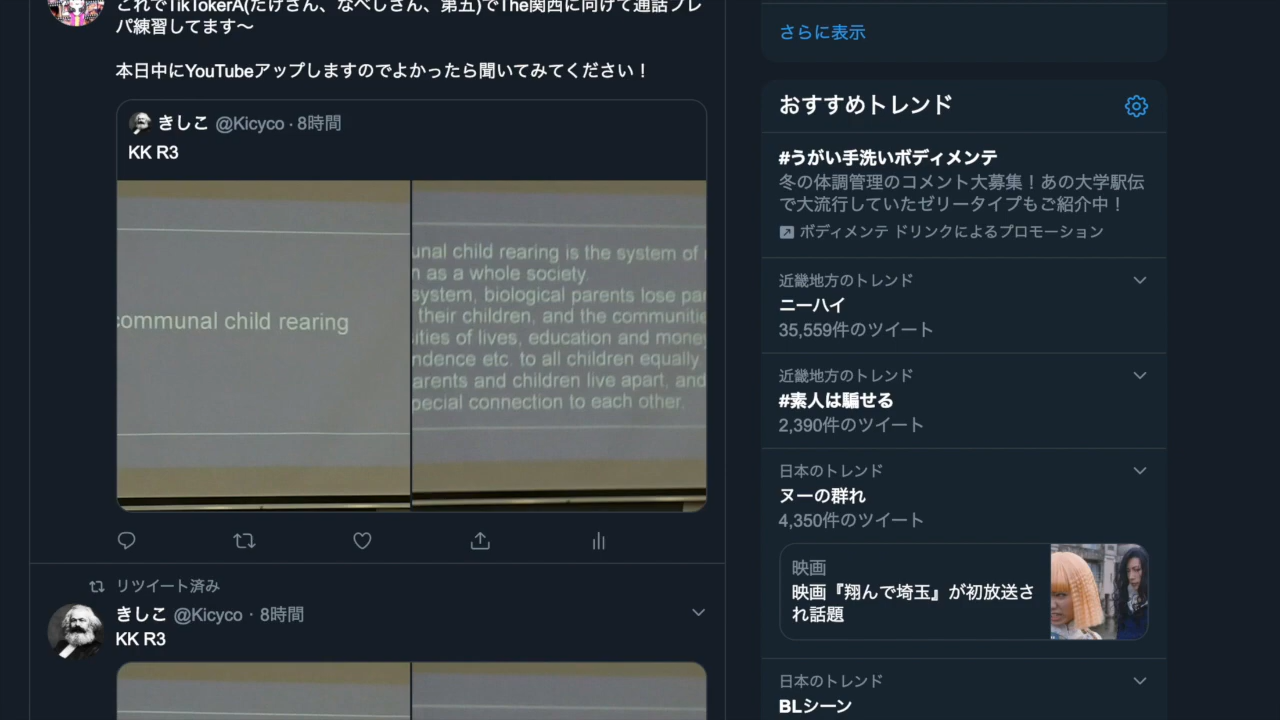 これでTikTokerA(たけさん、なべしさん、第五)でThe関西に向けて通話プレ
パ練習してます〜
本日中にYouTubeアップしますのでよかったら聞いてみてください！
きしこ @Kicyco · 8時間
KK R3
communal child rearing
unal child rearing is the system of
n as a whole society.
system, biological parents lose pa
their children, and the communitie
ities of lives, education and money
ndence etc. to all children equally.
arents and children live apart, and
pecial connection to each other.
リツイート済み
きしこ @Kicyco · 8時間
KK R3
さらに表示
おすすめトレンド
#うがい手洗いボディメンテ
冬の体調管理のコメント大募集！あの大学駅伝
で大流行していたゼリータイプもご紹介中！
ボディメンテ ドリンクによるプロモーション
近畿地方のトレンド
ニーハイ
35,559件のツイート
近畿地方のトレンド
#素人は騙せる
2,390件のツイート
日本のトレンド
ヌーの群れ
4,350件のツイート
映画
映画『翔んで埼玉』が初放送さ
れ話題
日本のトレンド
BLシーン